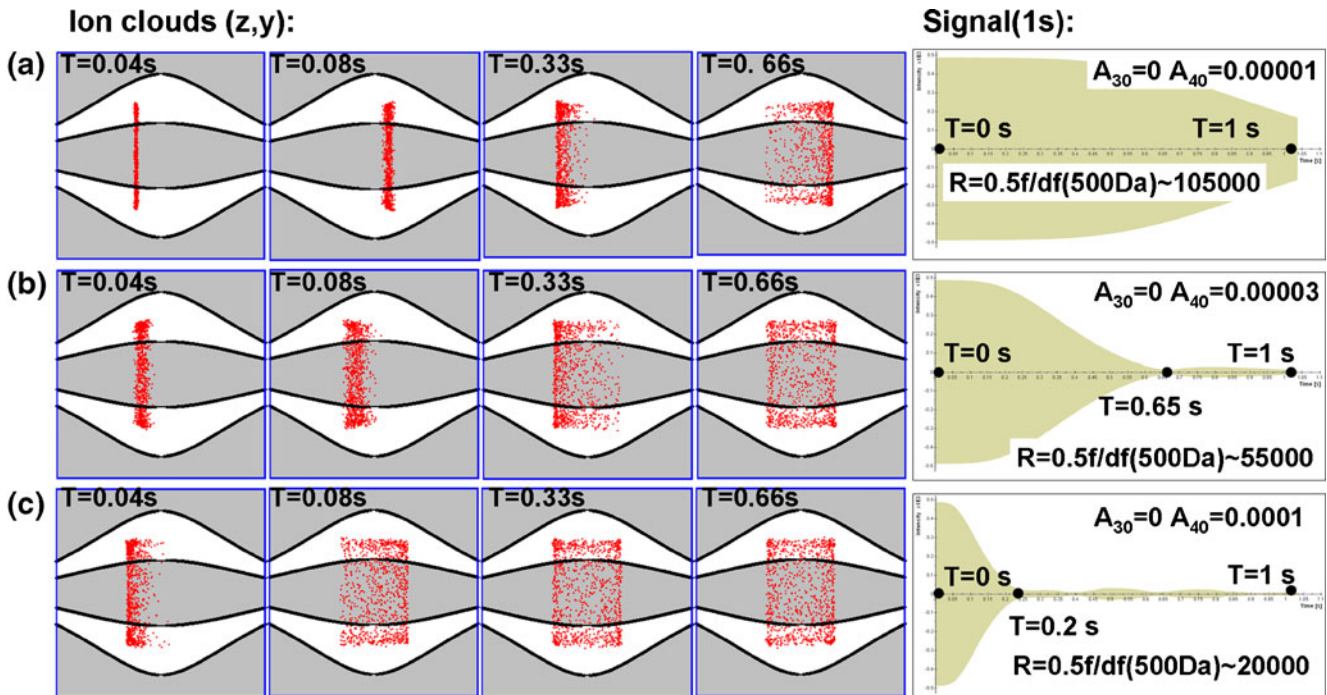 Ion clouds (z,y):
Signal(1s):
(a)
T=0.04s
T=0.08s
T=0.33s
T=0. 66s
A30=0 A40=0.00001
T=0 s
T=1 s
Time [s]
R=0.5f/df(500Da)~105000
(b)
T=0.04s
T=0.08s
T=0.33s
T=0.66s
A30=0 A40=0.00003
T=0 s
T=1 s
Time [s]
T=0.65 s
R=0.5f/df(500Da)~55000
(c)
T=0.04s
T=0.08s
T=0.33s
T=0.66s
A30=0 A40=0.0001
T=0 s
T=1 s
Time [s]
T=0.2 s
R=0.5f/df(500Da)~20000